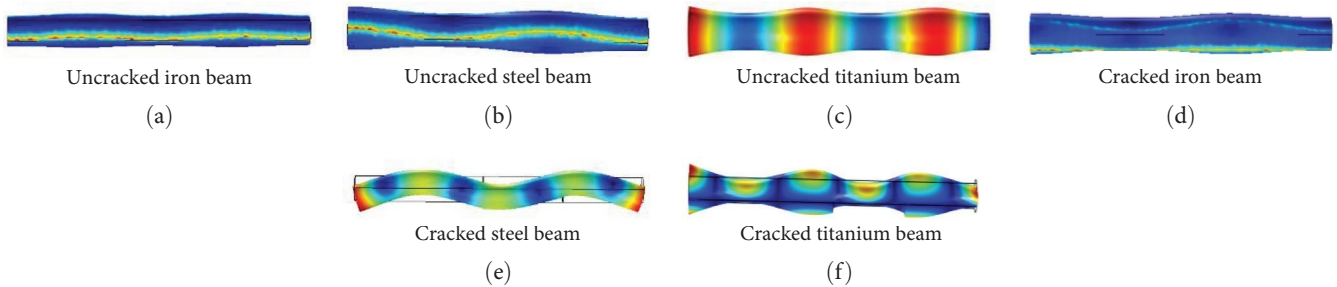 Uncracked iron beam
Uncracked steel beam
Uncracked titanium beam
Cracked iron beam
(a)
(b)
(c)
(d)
Cracked steel beam
Cracked titanium beam
(e)
(f)